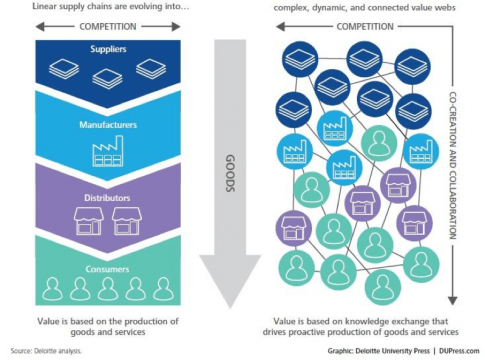 Linear supply chains are evolving into…
complex, dynamic, and connected value webs
COMPETITION
COMPETITION
Suppliers
Manufacturers
Distributors
Consumers
GOODS
CO-CREATION AND COLLABORATION
Value is based on the production of
goods and services
Value is based on knowledge exchange that
drives proactive production of goods and services
Source: Deloitte analysis.
Graphic: Deloitte University Press | DUPress.com